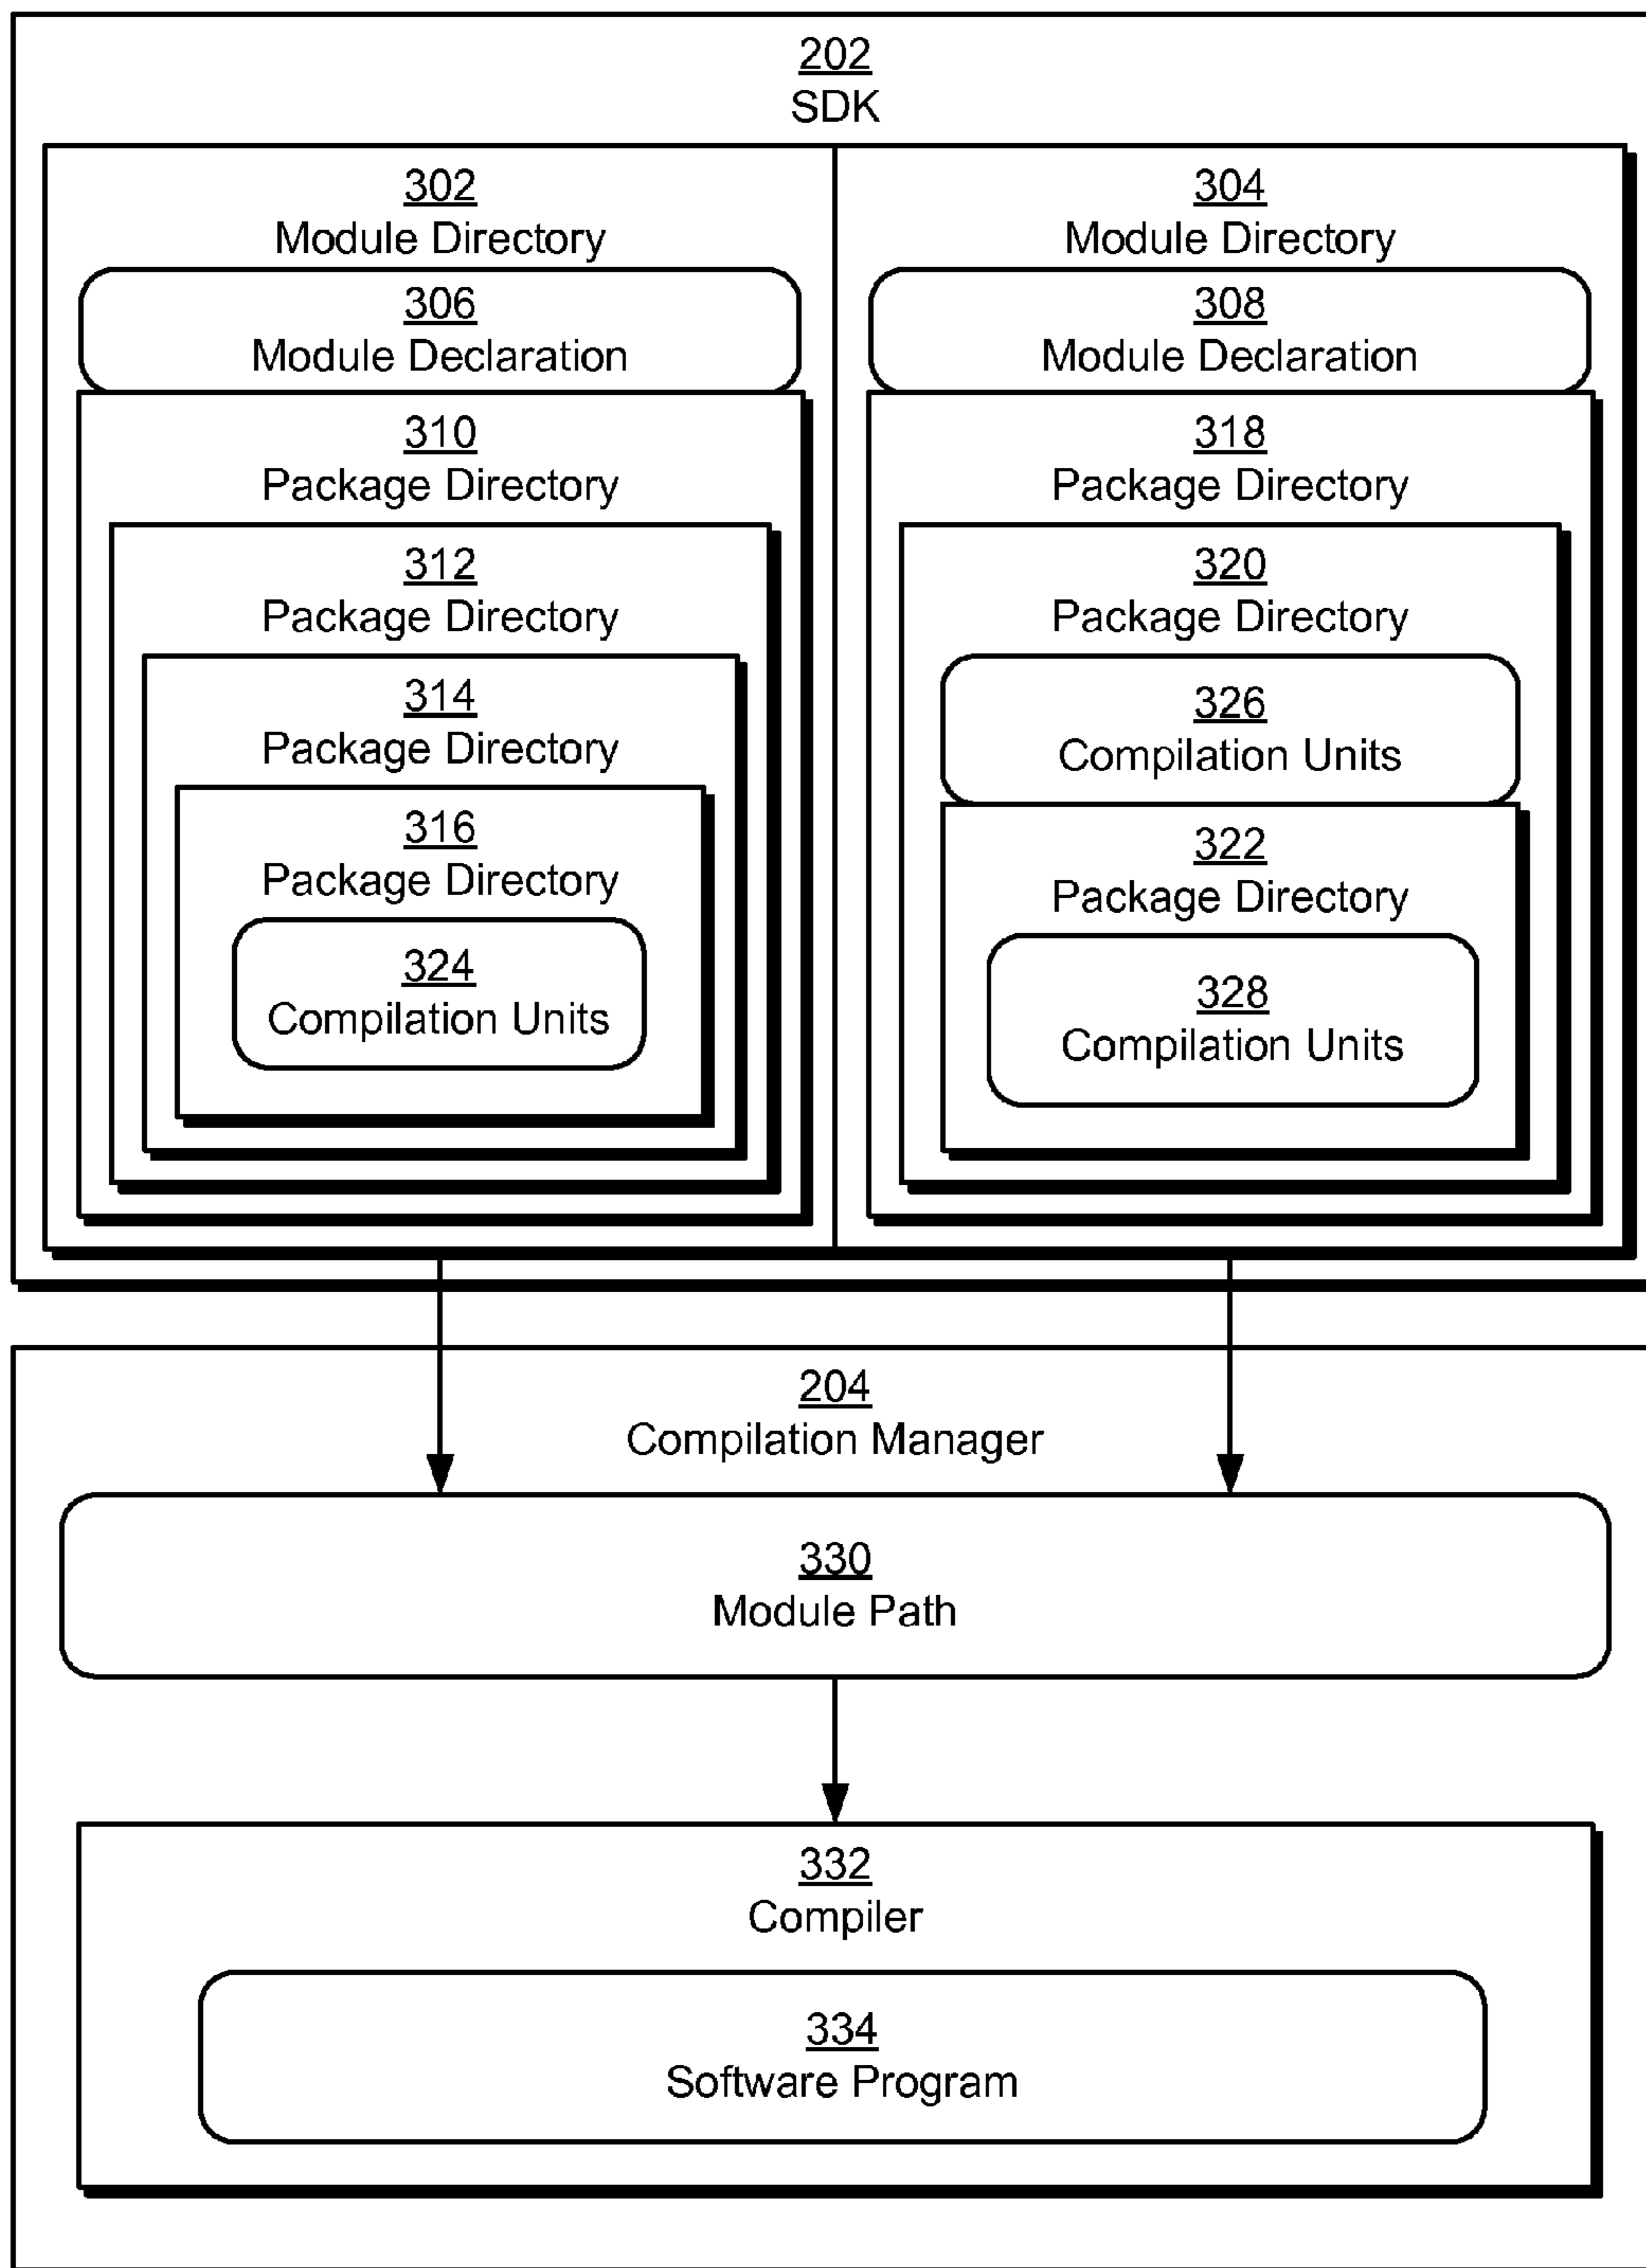 202
SDK
302
Module Directory
306
Module Declaration
310
Package Directory
312
Package Directory
314
Package Directory
316
Package Directory
324
Compilation Units
304
Module Directory
308
Module Declaration
318
Package Directory
320
Package Directory
326
Compilation Units
322
Package Directory
328
Compilation Units
204
Compilation Manager
330
Module Path
332
Compiler
334
Software Program